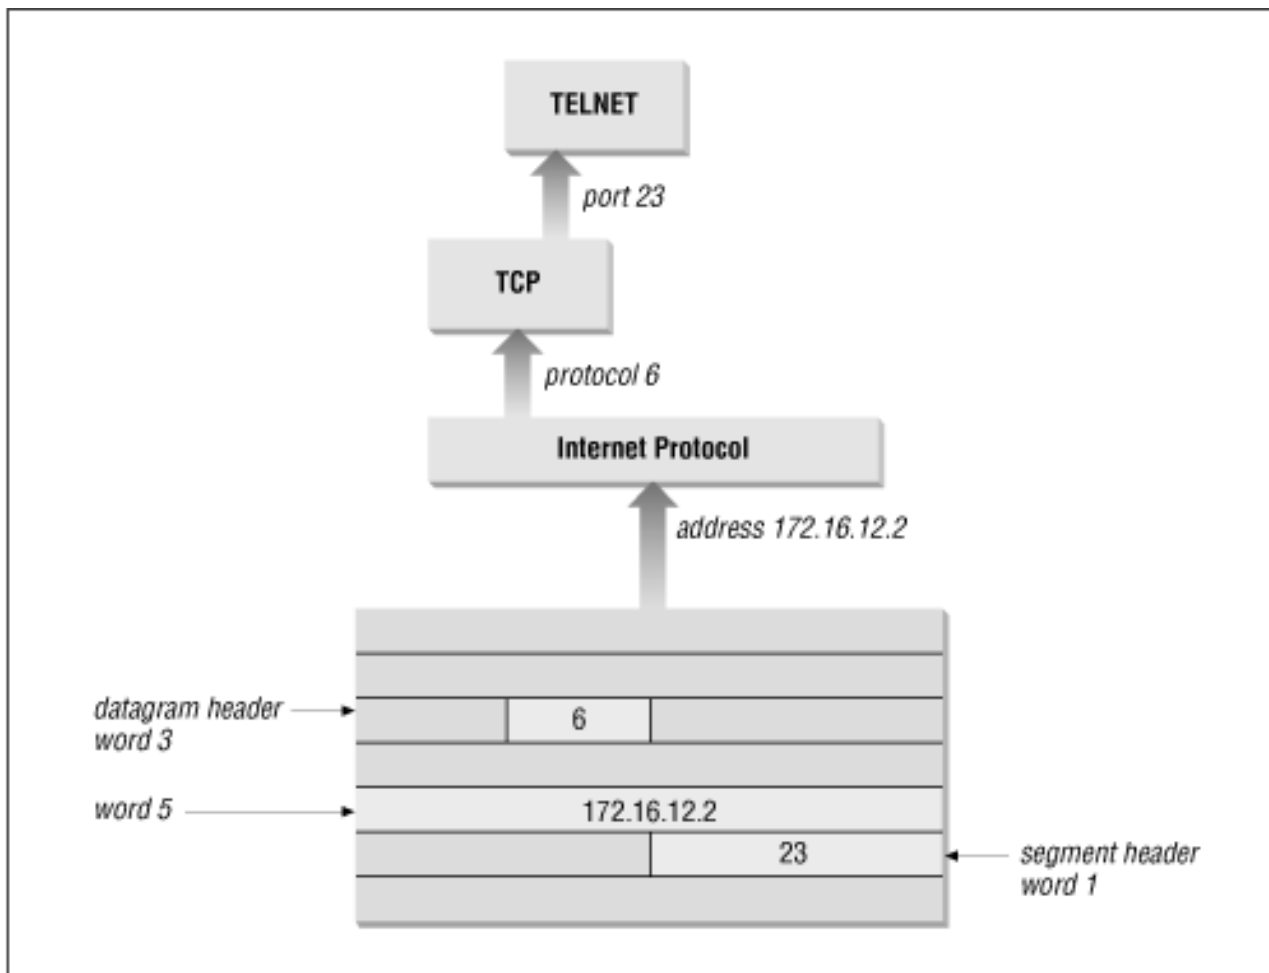 TELNET
port 23
TCP
protocol 6
Internet Protocol
address 172.16.12.2
datagram header
word 3
6
word 5
172.16.12.2
23
segment header
word 1